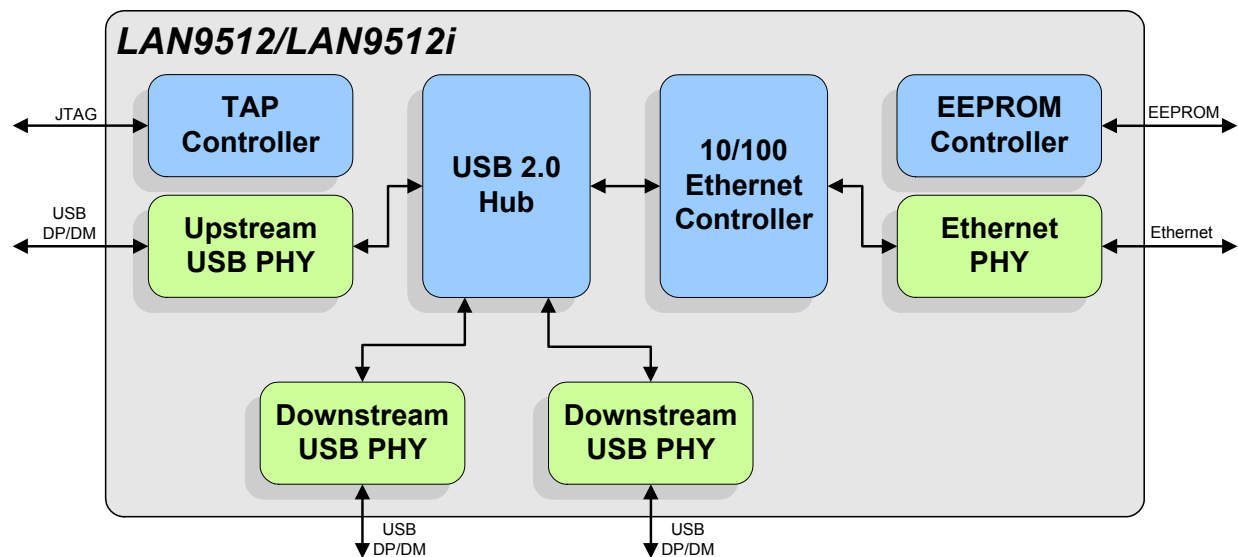 LAN9512/LAN9512i
TAP
Controller
USB 2.0
Hub
10/100
Ethernet
Controller
EEPROM
Controller
JTAG
EEPROM
USB
DP/DM
Upstream
USB PHY
Ethernet
PHY
Ethernet
Downstream
USB PHY
Downstream
USB PHY
USB
DP/DM
USB
DP/DM